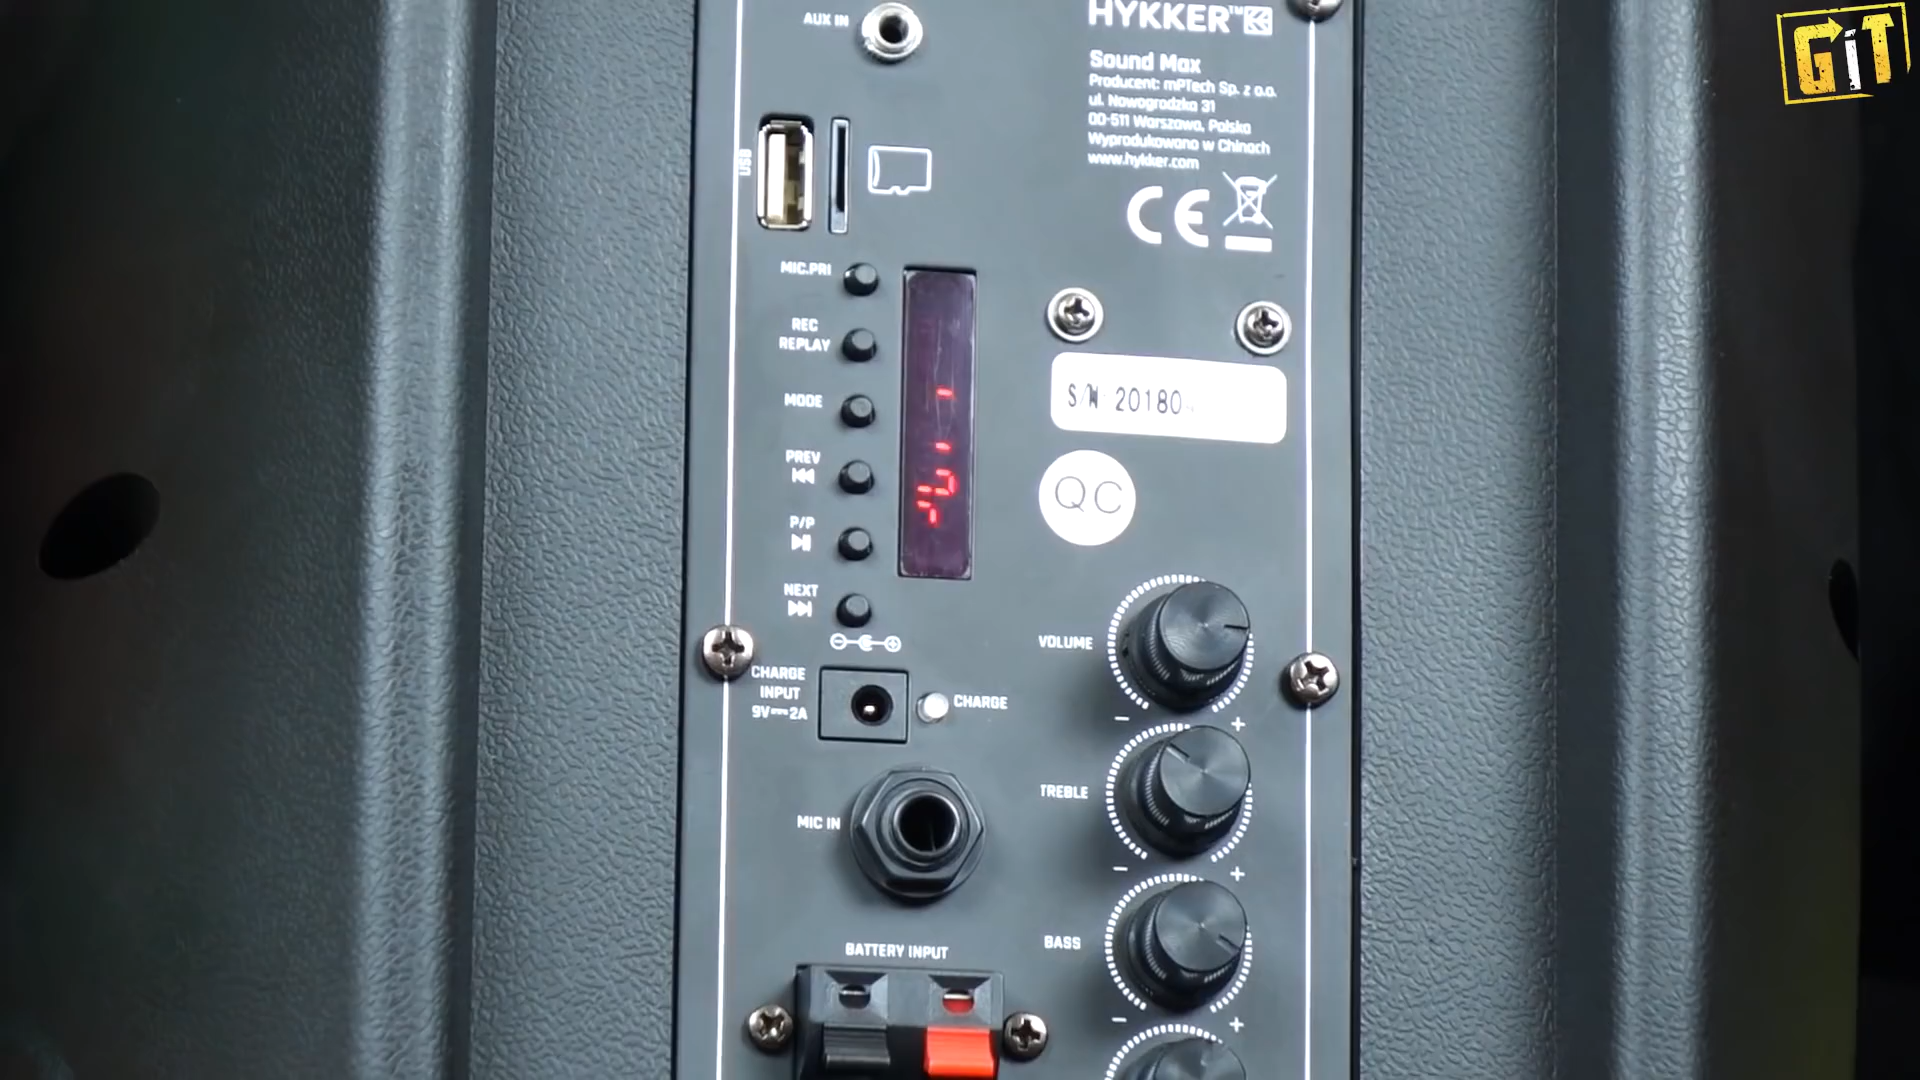 AUX IN
HYKKER™
Sound Max
Producent: mPTech Sp. z o.o.
ul. Nowogrodzka 31
00-511 Warszawa, Polska
Wyprodukowano w Chinach
www.hykker.com
CE
GiT
USB
MIC.PRI
REC
REPLAY
MODE
PREV
P/P
NEXT
S/N: 20180
QC
CHARGE
INPUT
9V⎓2A
CHARGE
VOLUME
- +
TREBLE
- +
MIC IN
BASS
- +
BATTERY INPUT